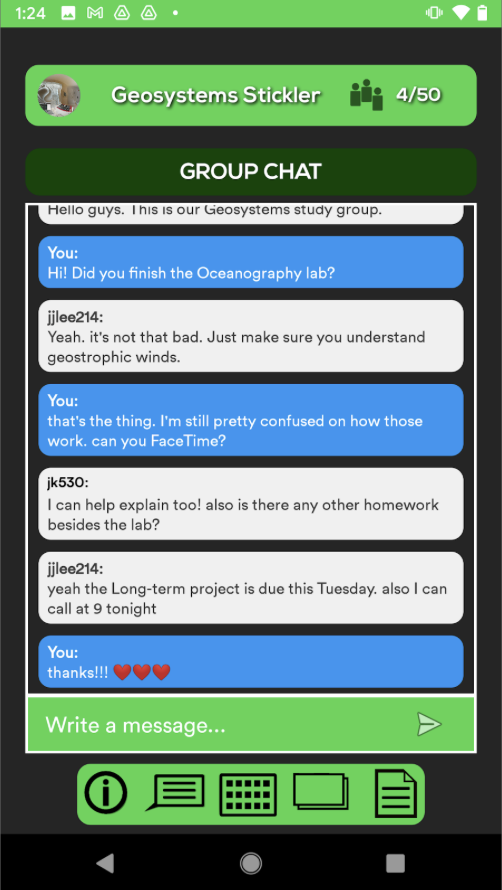 1:24
Geosystems Stickler
4/50
GROUP CHAT
Hello guys. This is our Geosystems study group.
You:
Hi! Did you finish the Oceanography lab?
jjlee214:
Yeah. it's not that bad. Just make sure you understand
geostrophic winds.
You:
that's the thing. I'm still pretty confused on how those
work. can you FaceTime?
jk530:
I can help explain too! also is there any other homework
besides the lab?
jjlee214:
yeah the Long-term project is due this Tuesday. also I can
call at 9 tonight
You:
thanks!!! ❤️❤️❤️
Write a message...